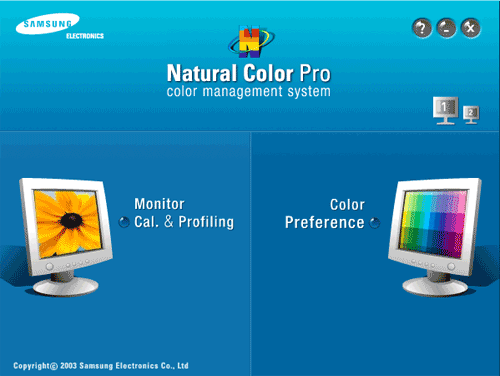 SAMSUNG
ELECTRONICS
?
-
x
N
Natural Color Pro
color management system
1
2
Monitor
Cal. & Profiling
Color
Preference
Copyright© 2003 Samsung Electronics Co., Ltd